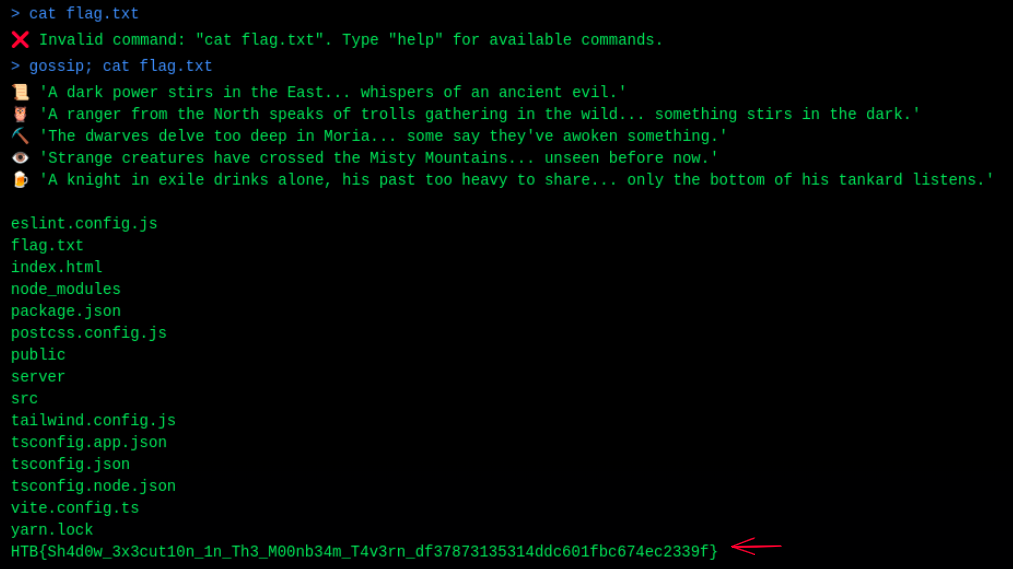 > cat flag.txt
❌ Invalid command: "cat flag.txt". Type "help" for available commands.
> gossip; cat flag.txt
📜 'A dark power stirs in the East... whispers of an ancient evil.'
🦉 'A ranger from the North speaks of trolls gathering in the wild... something stirs in the dark.'
⛏️ 'The dwarves delve too deep in Moria... some say they've awoken something.'
👁️ 'Strange creatures have crossed the Misty Mountains... unseen before now.'
🍺 'A knight in exile drinks alone, his past too heavy to share... only the bottom of his tankard listens.'
eslint.config.js
flag.txt
index.html
node_modules
package.json
postcss.config.js
public
server
src
tailwind.config.js
tsconfig.app.json
tsconfig.json
tsconfig.node.json
vite.config.ts
yarn.lock
HTB{Sh4d0w_3x3cut10n_1n_Th3_M00nb34m_T4v3rn_df37873135314ddc601fbc674ec2339f}